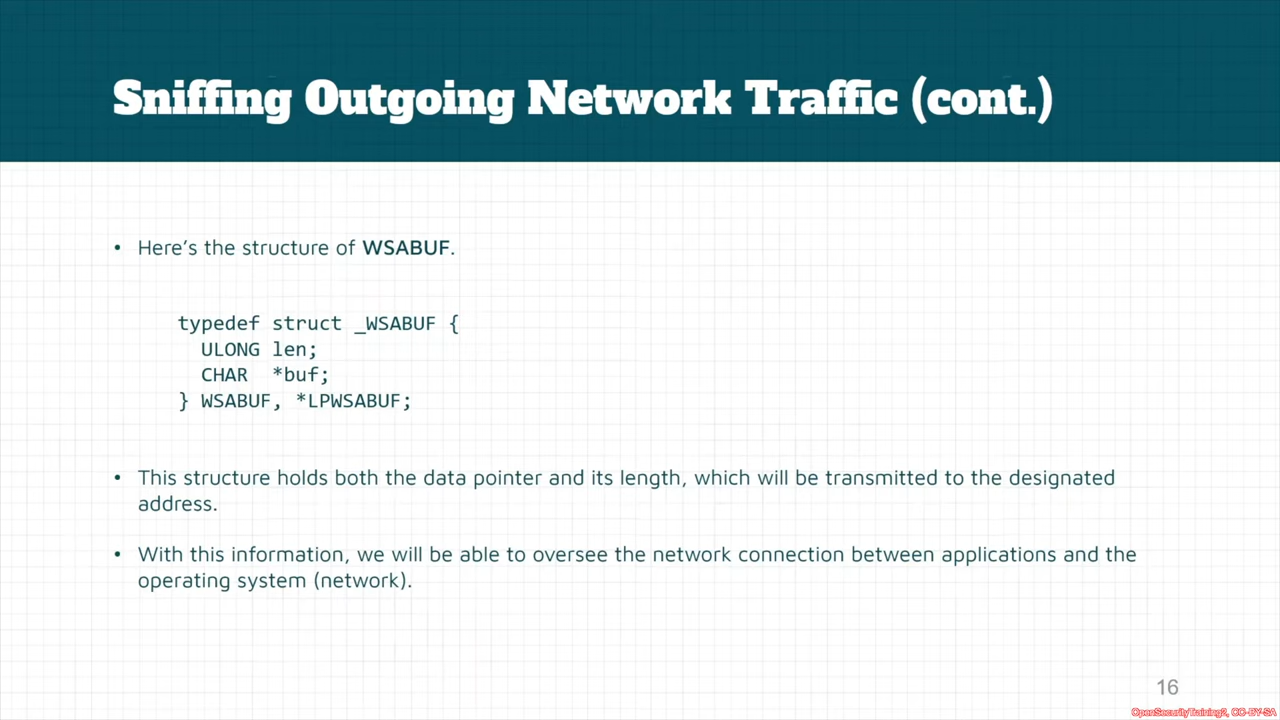 Sniffing Outgoing Network Traffic (cont.)
• Here's the structure of WSABUF.
typedef struct _WSABUF {
ULONG len;
CHAR *buf;
} WSABUF, *LPWSABUF;
• This structure holds both the data pointer and its length, which will be transmitted to the designated
address.
• With this information, we will be able to oversee the network connection between applications and the
operating system (network).
16
OpenSecurityTraining2, CC-BY-SA